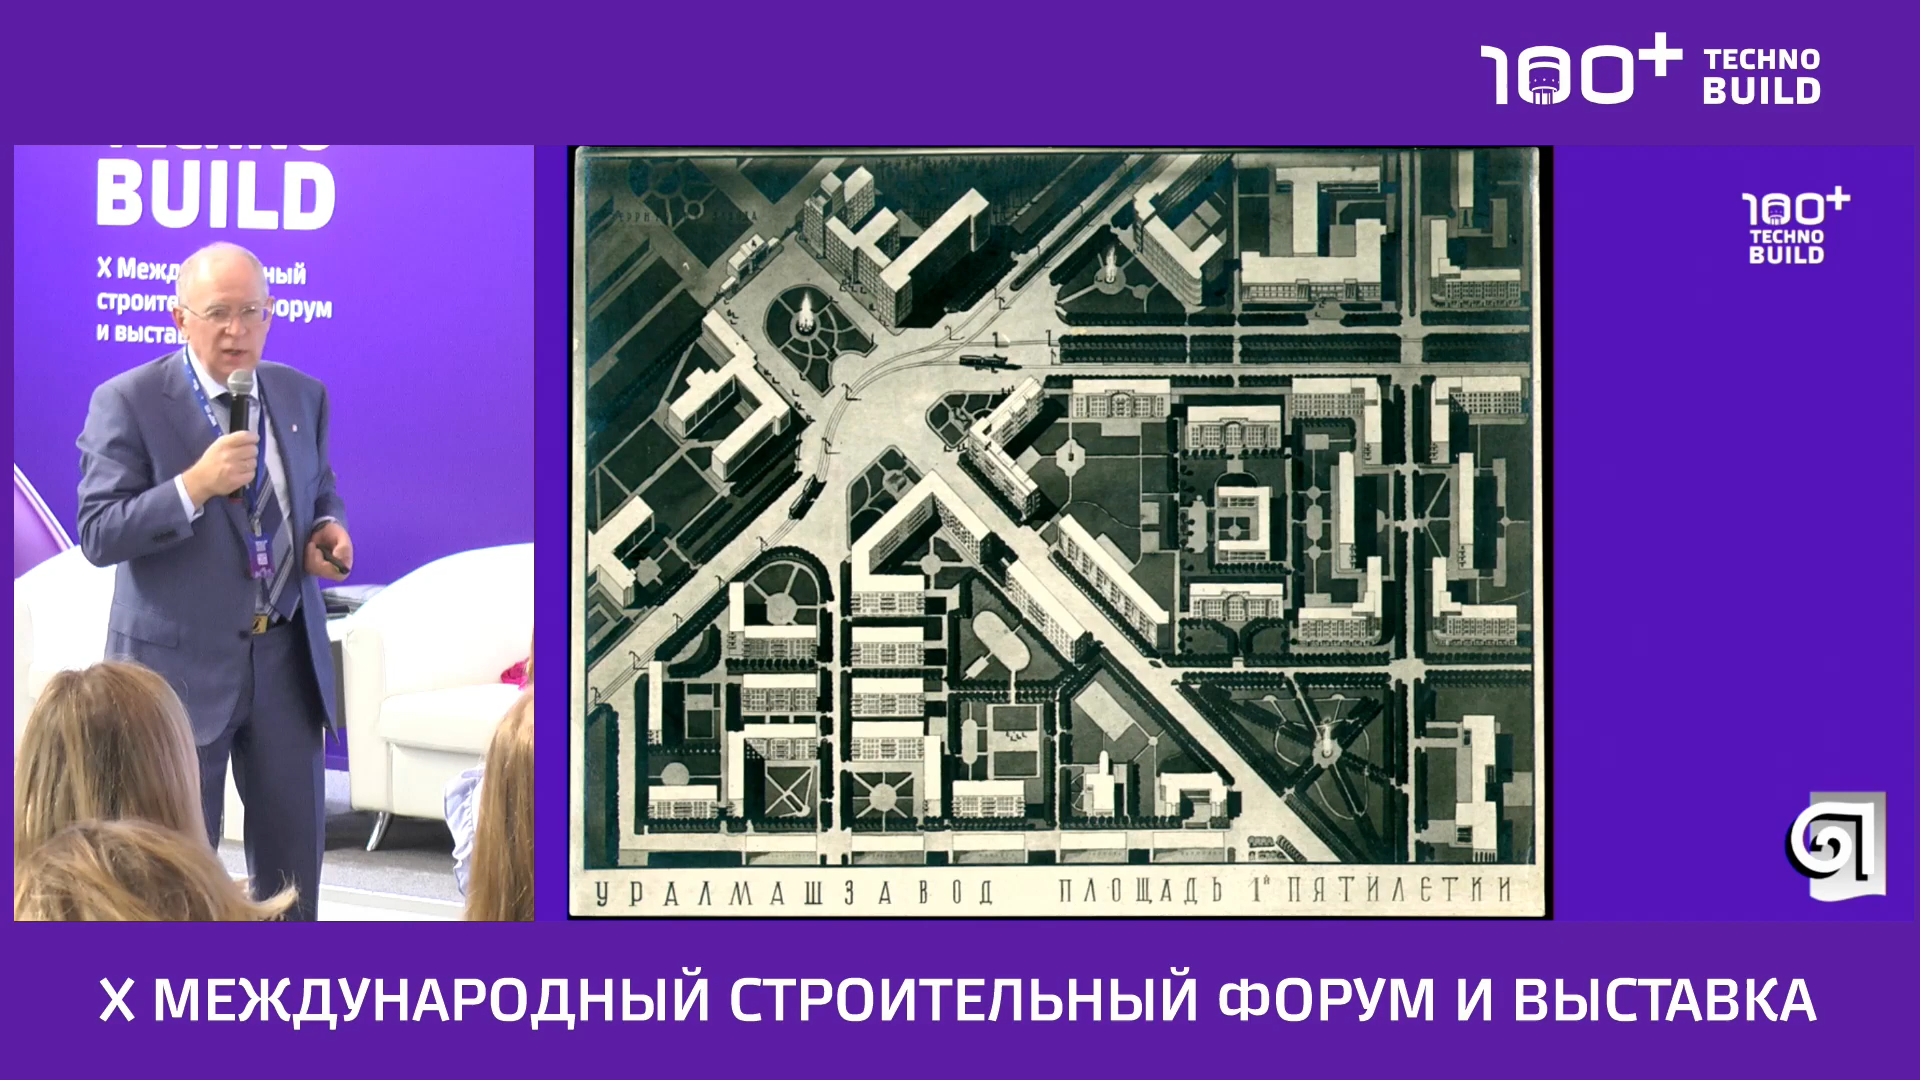 100+ TECHNO
BUILD
BUILD
X Межд
ный
строите
орум
и выста
100+
TECHNO
BUILD
УРАЛМАШЗАВОД ПЛОЩАДЬ 1й ПЯТИЛЕТКИ
X МЕЖДУНАРОДНЫЙ СТРОИТЕЛЬНЫЙ ФОРУМ И ВЫСТАВКА